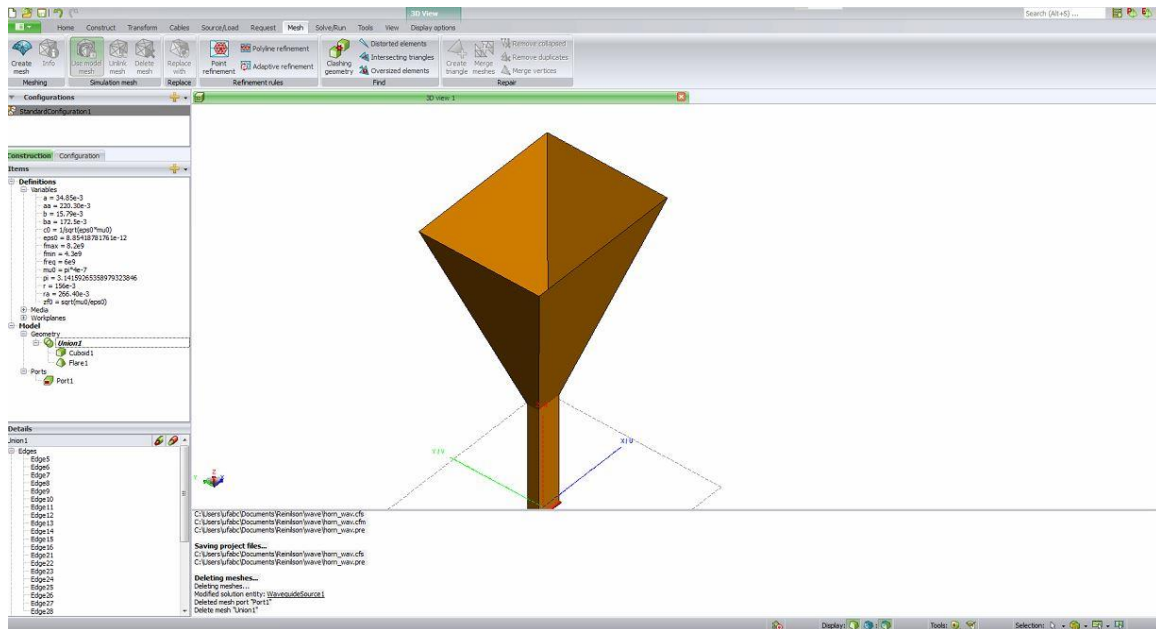 3D View
Search (Alt+S) ...
Home Construct Transform Cables Source/Load Request Mesh Solve/Run Tools View Display options
Create mesh
Info
Use model mesh
Unlink mesh
Delete mesh
Replace with
Point refinement
Polyline refinement
Adaptive refinement
Clashing geometry
Distorted elements
Intersecting triangles
Oversized elements
Create triangle
Merge meshes
Remove collapsed
Remove duplicates
Merge vertices
Meshing Simulation mesh Replace Refinement rules Find Repair
Configurations
3D view 1
StandardConfiguration1
Construction Configuration
Items
Definitions
Variables
a = 34.85e-3
aa = 220.30e-3
b = 15.79e-3
ba = 172.5e-3
c0 = 1/sqrt(eps0*mu0)
eps0 = 8.85418781761e-12
fmax = 8.2e9
fmin = 4.3e9
freq = 6e9
mu0 = pi*4e-7
pi = 3.14159265358979323846
r = 156e-3
ra = 266.40e-3
zf0 = sqrt(mu0/eps0)
Media
Workplanes
Model
Geometry
Union1
Cuboid1
Flare1
Ports
Port1
Y/V
X/U
Z
Y
X
Details
Union1
Edges
Edge5
Edge6
Edge7
Edge8
Edge9
Edge10
Edge11
Edge12
Edge13
Edge14
Edge15
Edge16
Edge21
Edge22
Edge23
Edge24
Edge25
Edge26
Edge27
Edge28
C:\Users\ufabc\Documents\Reinilson\wave\horn_wav.cfs
C:\Users\ufabc\Documents\Reinilson\wave\horn_wav.cfm
C:\Users\ufabc\Documents\Reinilson\wave\horn_wav.pre
Saving project files...
C:\Users\ufabc\Documents\Reinilson\wave\horn_wav.cfs
C:\Users\ufabc\Documents\Reinilson\wave\horn_wav.pre
Deleting meshes...
Deleting meshes...
Modified solution entity: WaveguideSource1
Deleted mesh port "Port1"
Delete mesh "Union1"
Display: Tools: Selection: